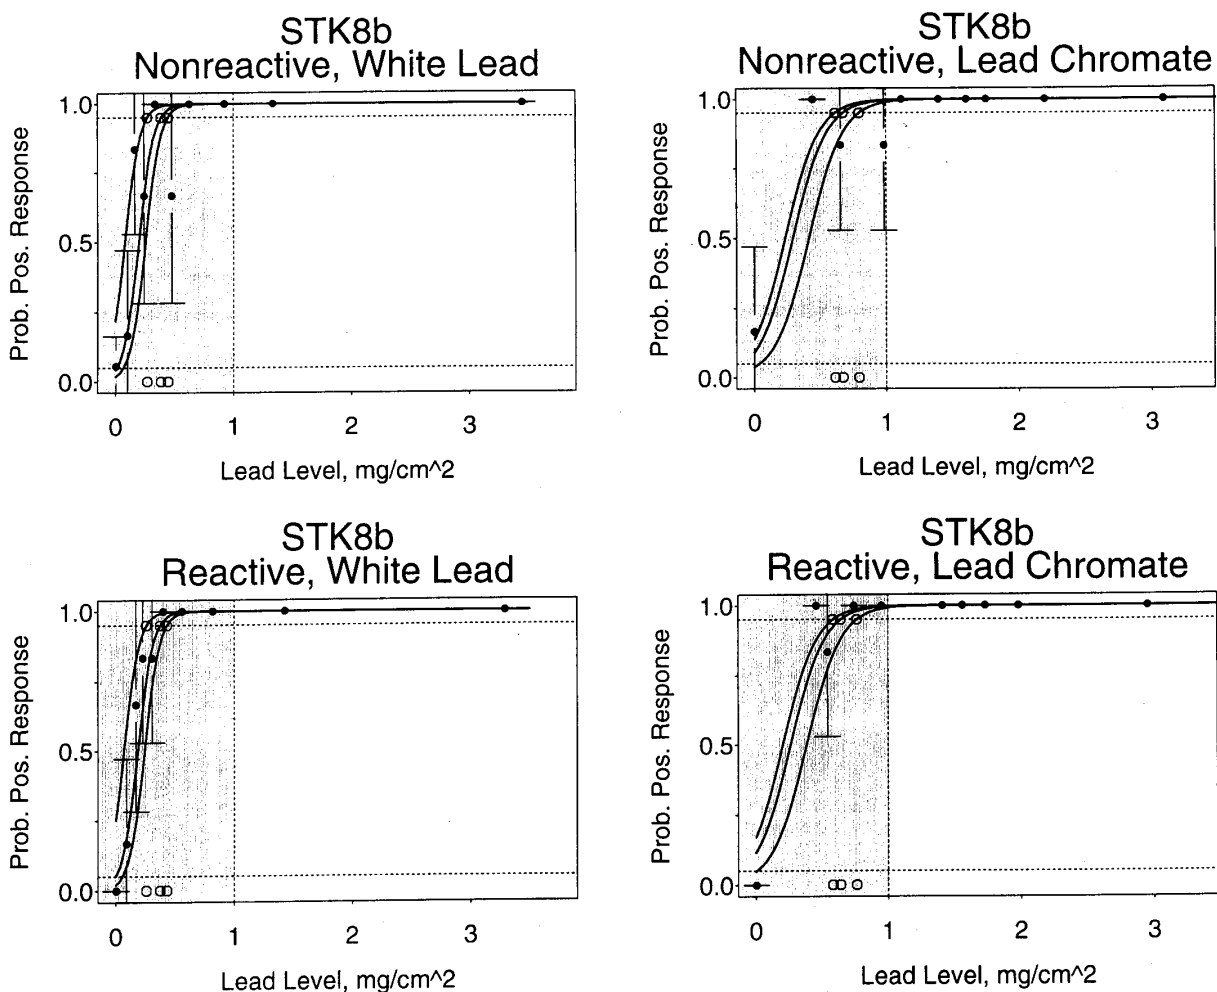 STK8b
Nonreactive, White Lead
Prob. Pos. Response
1.0
0.5
0.0
0 1 2 3
Lead Level, mg/cm^2
STK8b
Nonreactive, Lead Chromate
Prob. Pos. Response
1.0
0.5
0.0
0 1 2 3
Lead Level, mg/cm^2
STK8b
Reactive, White Lead
Prob. Pos. Response
1.0
0.5
0.0
0 1 2 3
Lead Level, mg/cm^2
STK8b
Reactive, Lead Chromate
Prob. Pos. Response
1.0
0.5
0.0
0 1 2 3
Lead Level, mg/cm^2